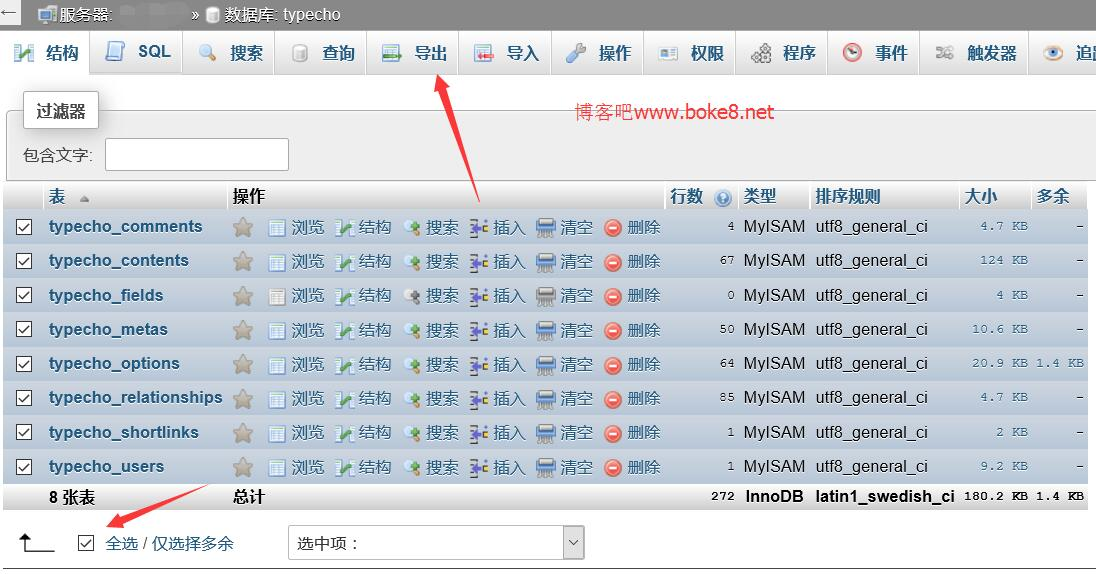 服务器: » 数据库: typecho
结构 SQL 搜索 查询 导出 导入 操作 权限 程序 事件 触发器
过滤器
博客吧www.boke8.net
包含文字:
表 操作 行数 类型 排序规则 大小 多余
typecho_comments 浏览 结构 搜索 插入 清空 删除 4 MyISAM utf8_general_ci 4.7 KB -
typecho_contents 浏览 结构 搜索 插入 清空 删除 67 MyISAM utf8_general_ci 124 KB -
typecho_fields 浏览 结构 搜索 插入 清空 删除 0 MyISAM utf8_general_ci 4 KB -
typecho_metas 浏览 结构 搜索 插入 清空 删除 50 MyISAM utf8_general_ci 10.6 KB -
typecho_options 浏览 结构 搜索 插入 清空 删除 64 MyISAM utf8_general_ci 20.9 KB 1.4 KB
typecho_relationships 浏览 结构 搜索 插入 清空 删除 85 MyISAM utf8_general_ci 4.7 KB -
typecho_shortlinks 浏览 结构 搜索 插入 清空 删除 1 MyISAM utf8_general_ci 2 KB -
typecho_users 浏览 结构 搜索 插入 清空 删除 1 MyISAM utf8_general_ci 9.2 KB -
8 张表 总计 272 InnoDB latin1_swedish_ci 180.2 KB 1.4 KB
全选 / 仅选择多余 选中项：